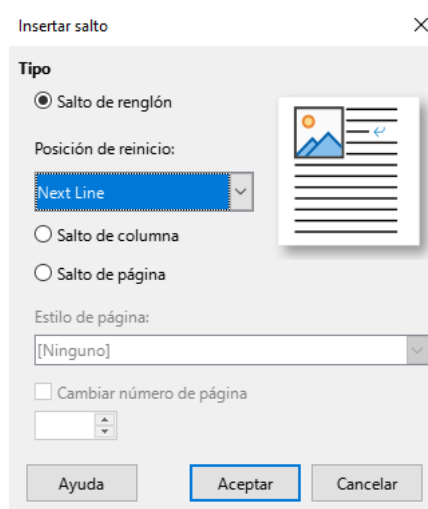 Insertar salto
Tipo
Salto de renglón
Posición de reinicio:
Next Line
Salto de columna
Salto de página
Estilo de página:
[Ninguno]
Cambiar número de página
Ayuda
Aceptar
Cancelar